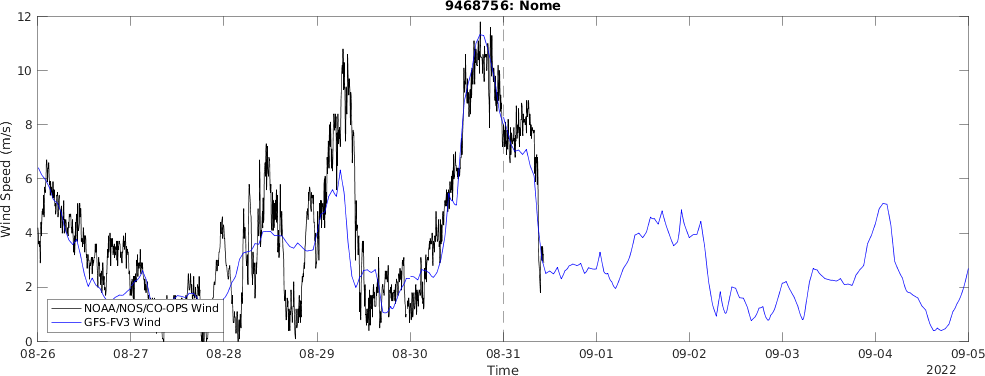 9468756: Nome
12
10
8
6
4
2
0
Wind Speed (m/s)
NOAA/NOS/CO-OPS Wind
GFS-FV3 Wind
08-26 08-27 08-28 08-29 08-30 08-31 09-01 09-02 09-03 09-04 09-05
Time
2022